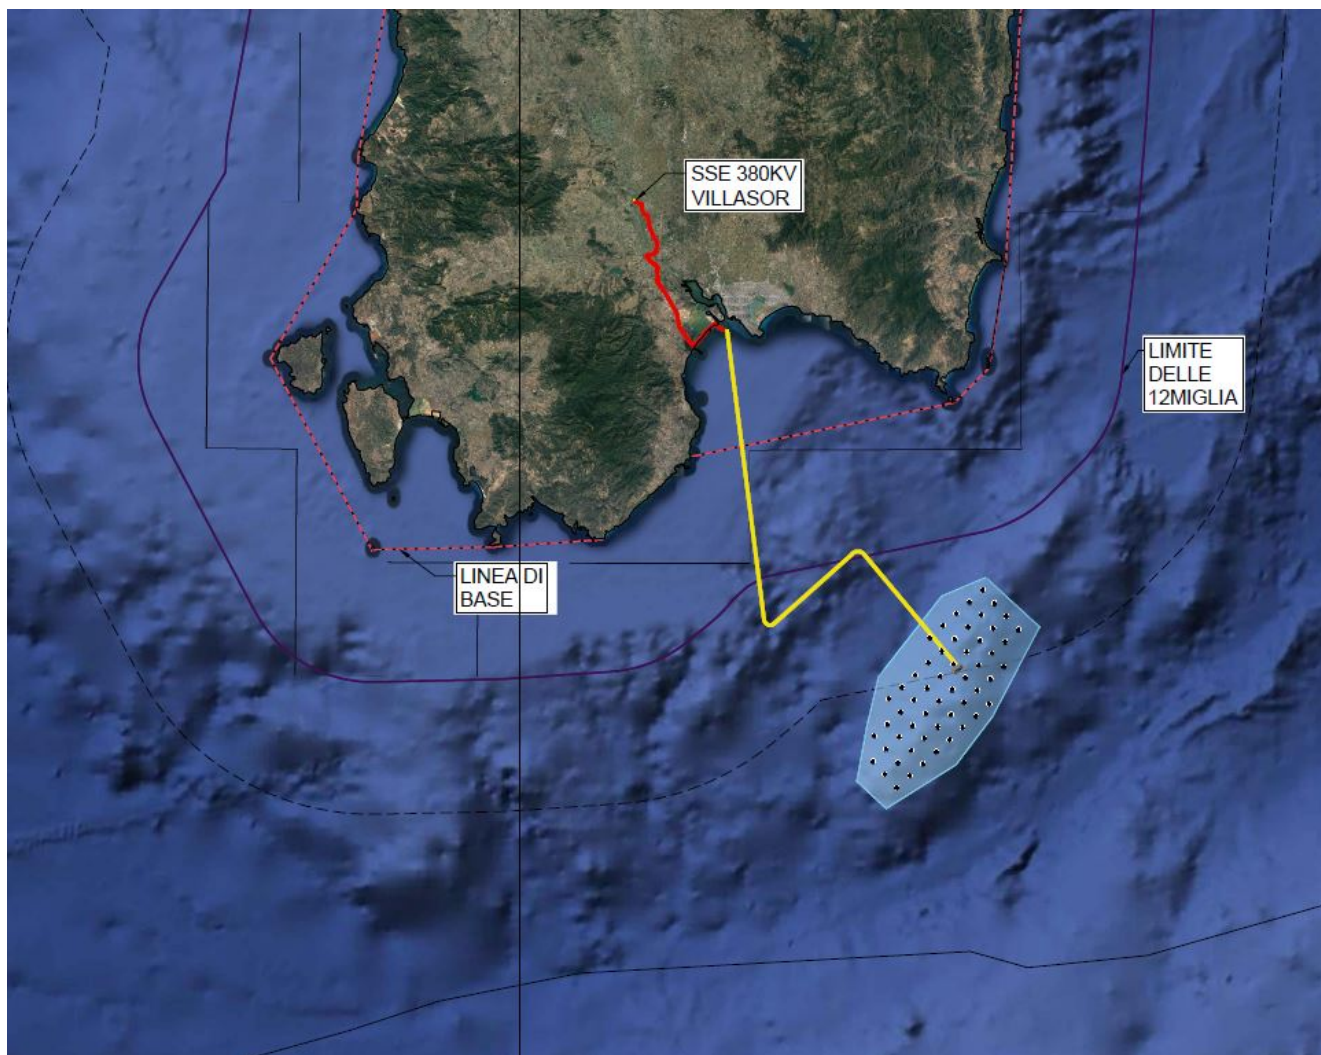 SSE 380KV
VILLASOR
LIMITE
DELLE
12MIGLIA
LINEA DI
BASE